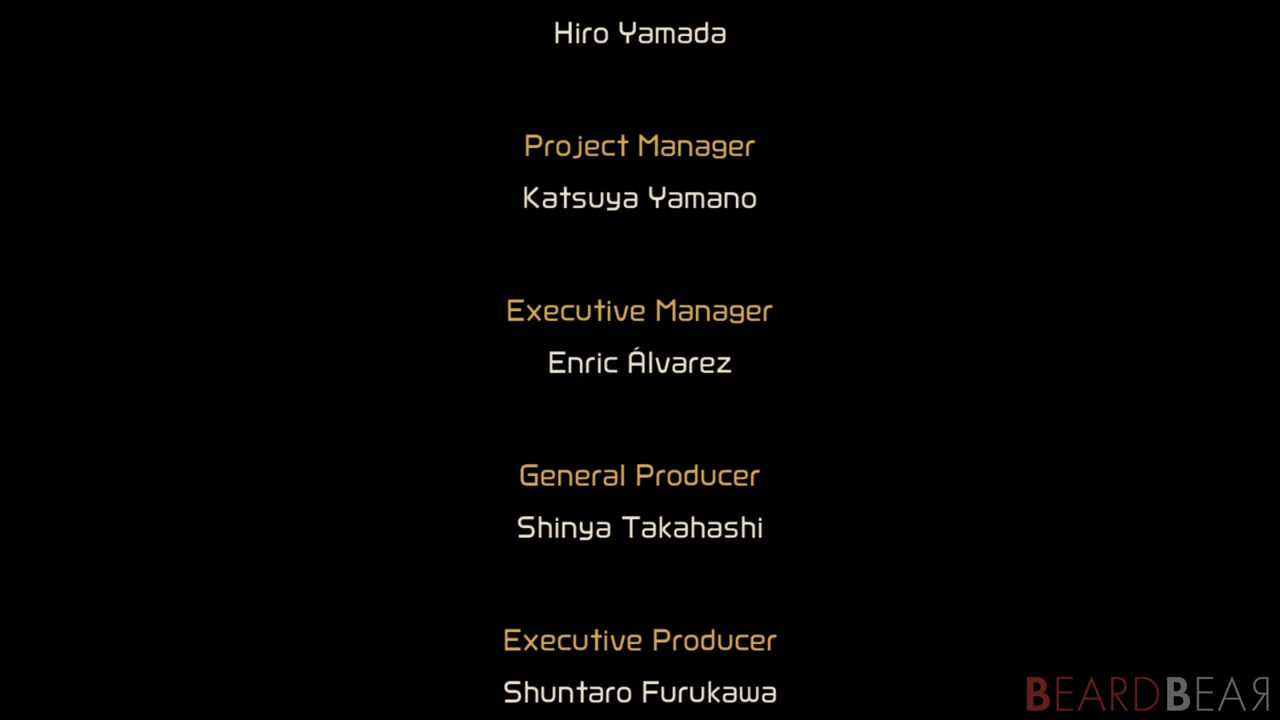 Hiro Yamada
Project Manager
Katsuya Yamano
Executive Manager
Enric Álvarez
General Producer
Shinya Takahashi
Executive Producer
Shuntaro Furukawa
BEARDBEAR